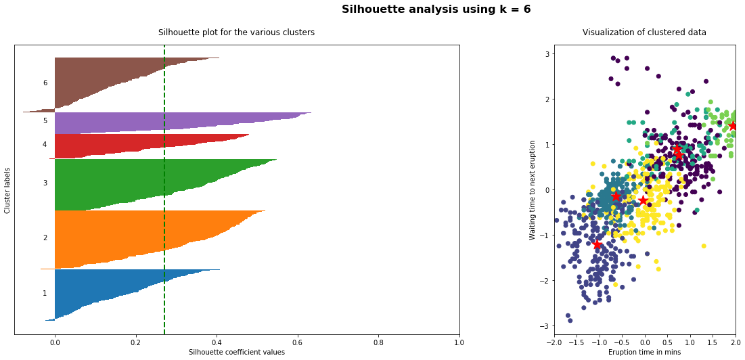 Silhouette analysis using k = 6
Silhouette plot for the various clusters
Cluster labels
6
5
4
3
2
1
0.0 0.2 0.4 0.6 0.8 1.0
Silhouette coefficient values
Visualization of clustered data
Waiting time to next eruption
3
2
1
0
−1
−2
−3
−2.0 −1.5 −1.0 −0.5 0.0 0.5 1.0 1.5 2.0
Eruption time in mins